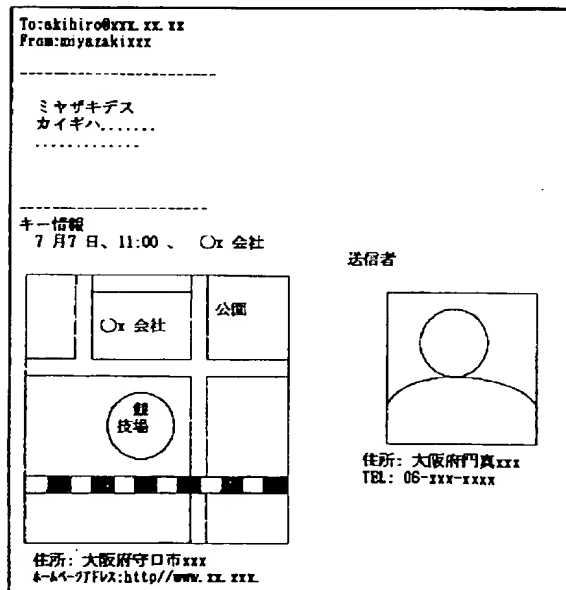 To:akihiro@xxx.xx.xx
From:miyazakixxx
ミヤザキデス
カイギハ.......
.............
キー情報
7月7日、11:00 、 〇x 会社
送信者
〇x 会社
公園
競
技場
住所: 大阪府門真xxx
TEL: 06-xxx-xxxx
住所: 大阪府守口市xxx
ホームページアドレス:http//www.xx.xxx.